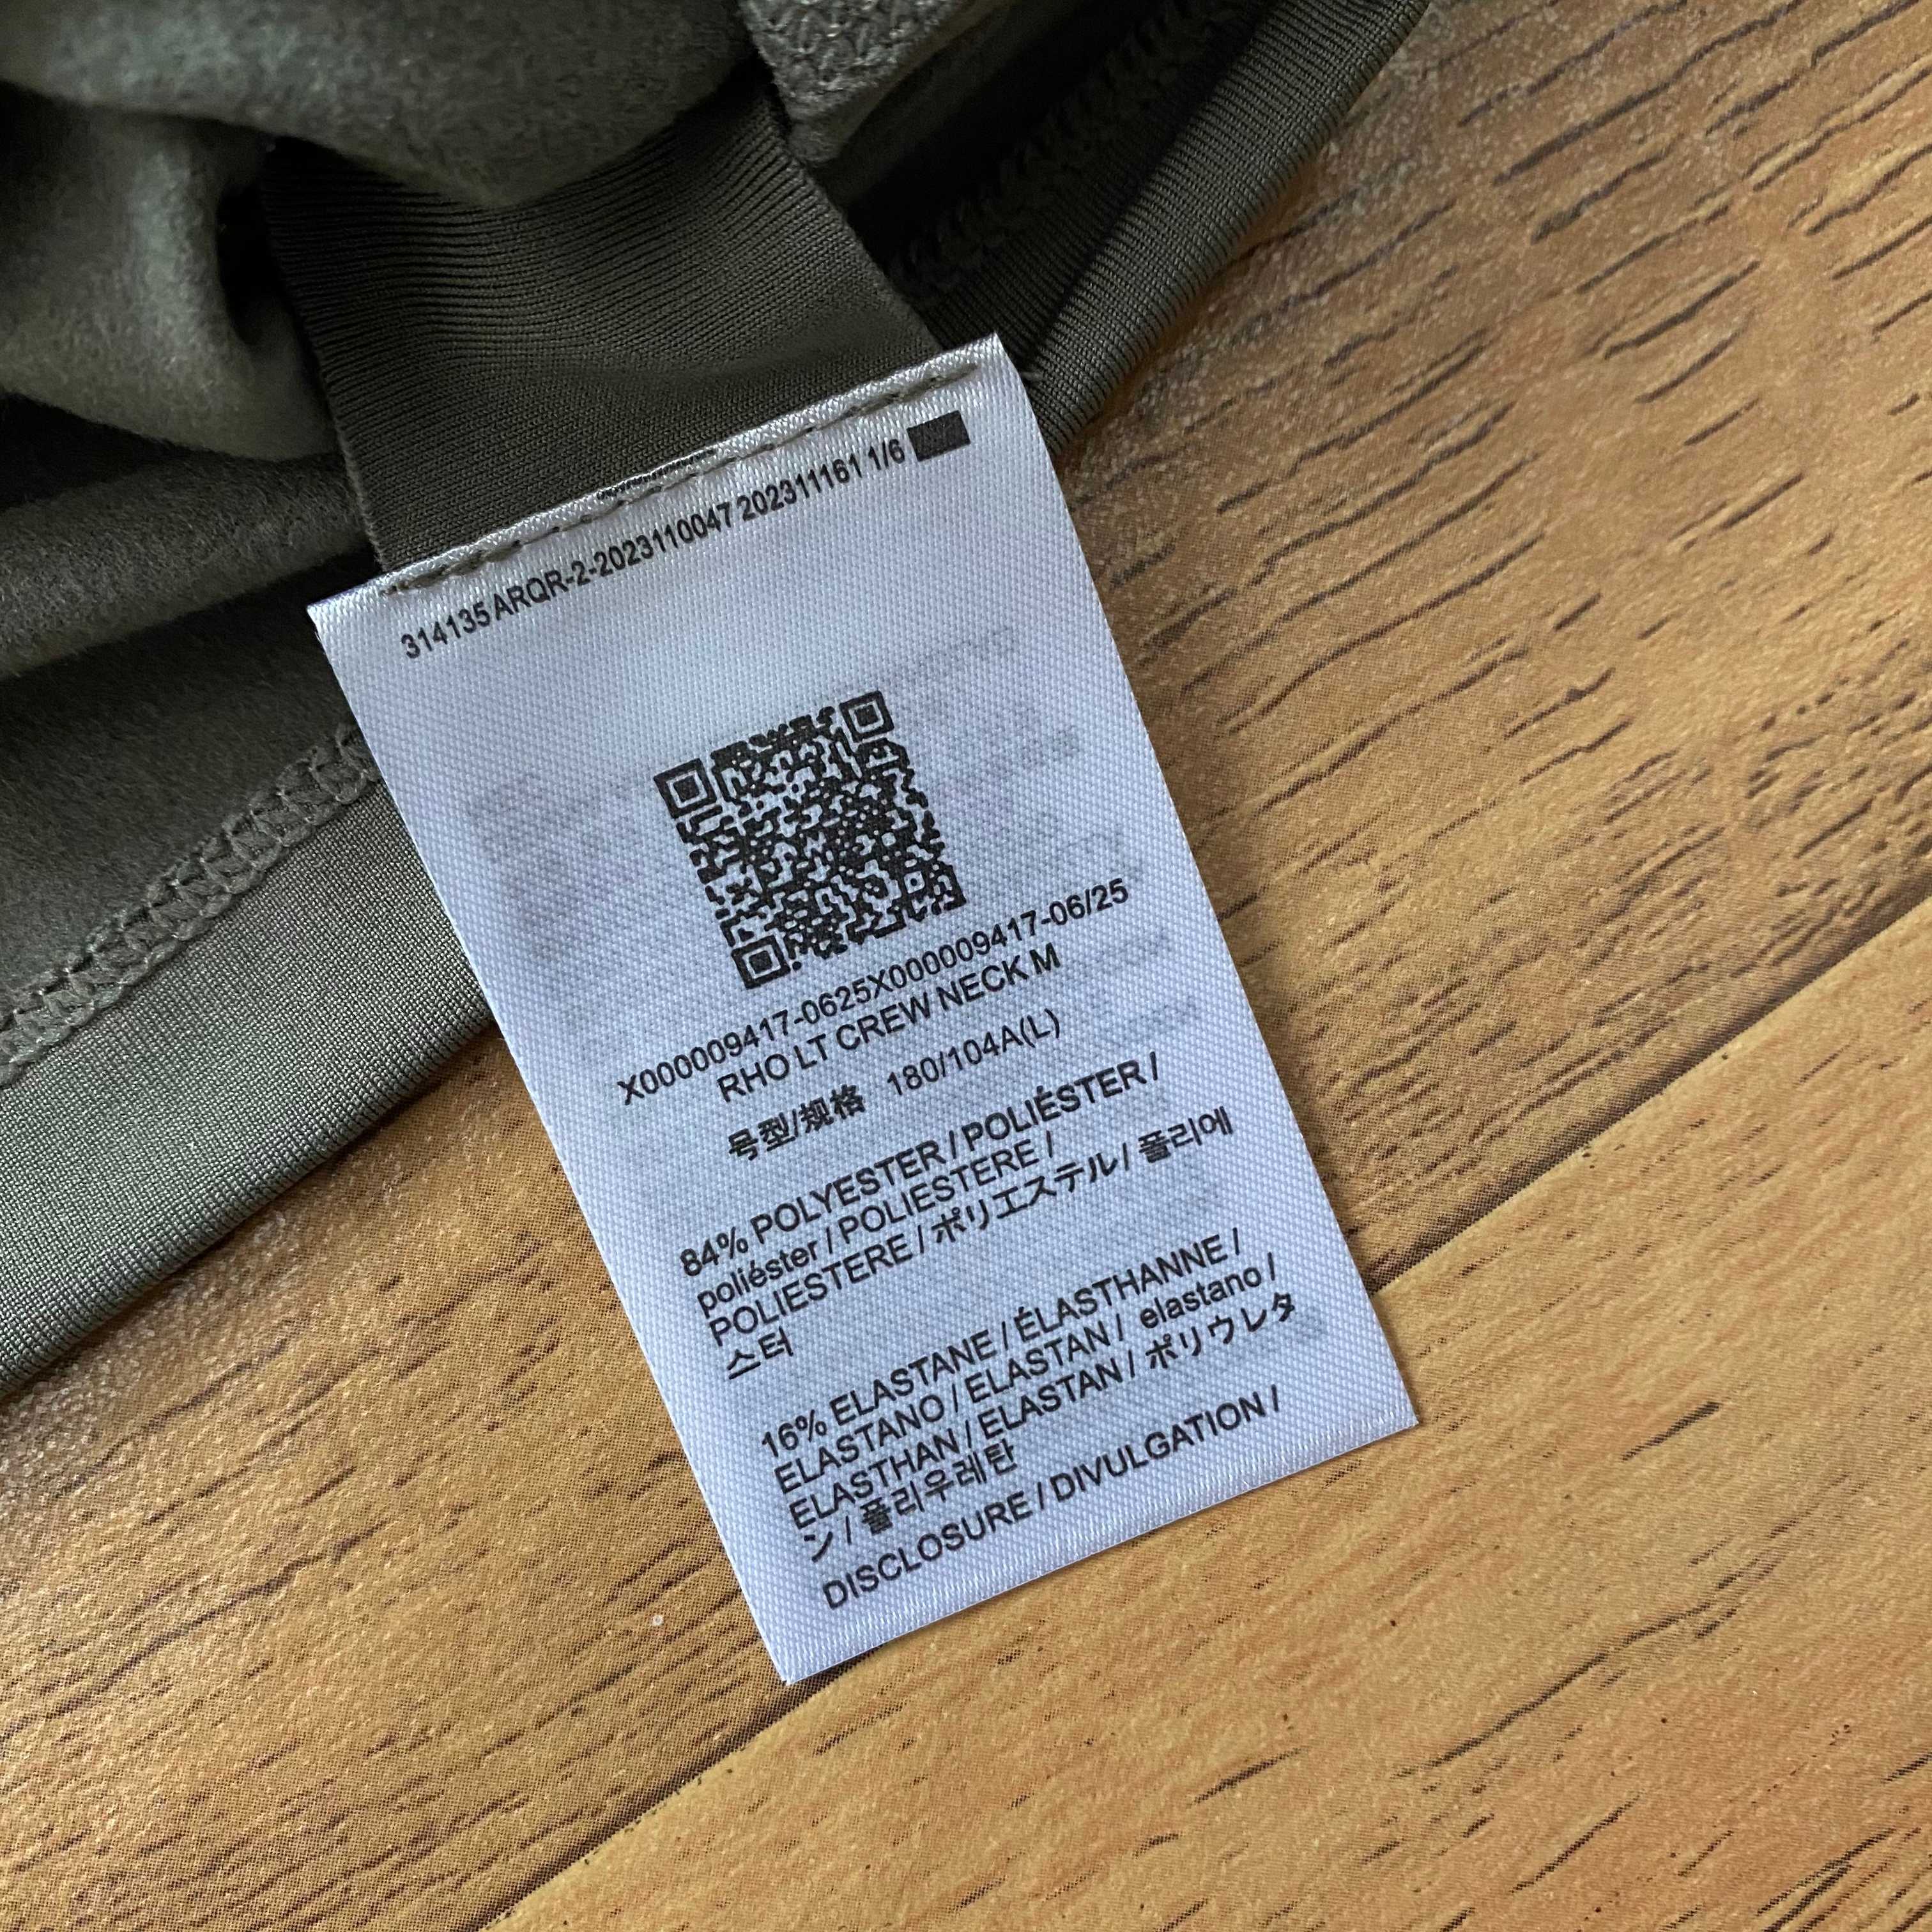 314135 ARQR-2-2023110047 202311161 1/6
X000009417-0625X000009417-06/25
RHO LT CREW NECK M
号型/规格 180/104A(L)
84% POLYESTER / POLIÉSTER /
poliéster / POLIESTERE /
POLIESTERE / ポリエステル / 폴리에
스터
16% ELASTANE / ÉLASTHANNE /
ELASTANO / ELASTAN / elastano /
ELASTHAN / ELASTAN / ポリウレタ
ン / 폴리우레탄
DISCLOSURE / DIVULGATION /